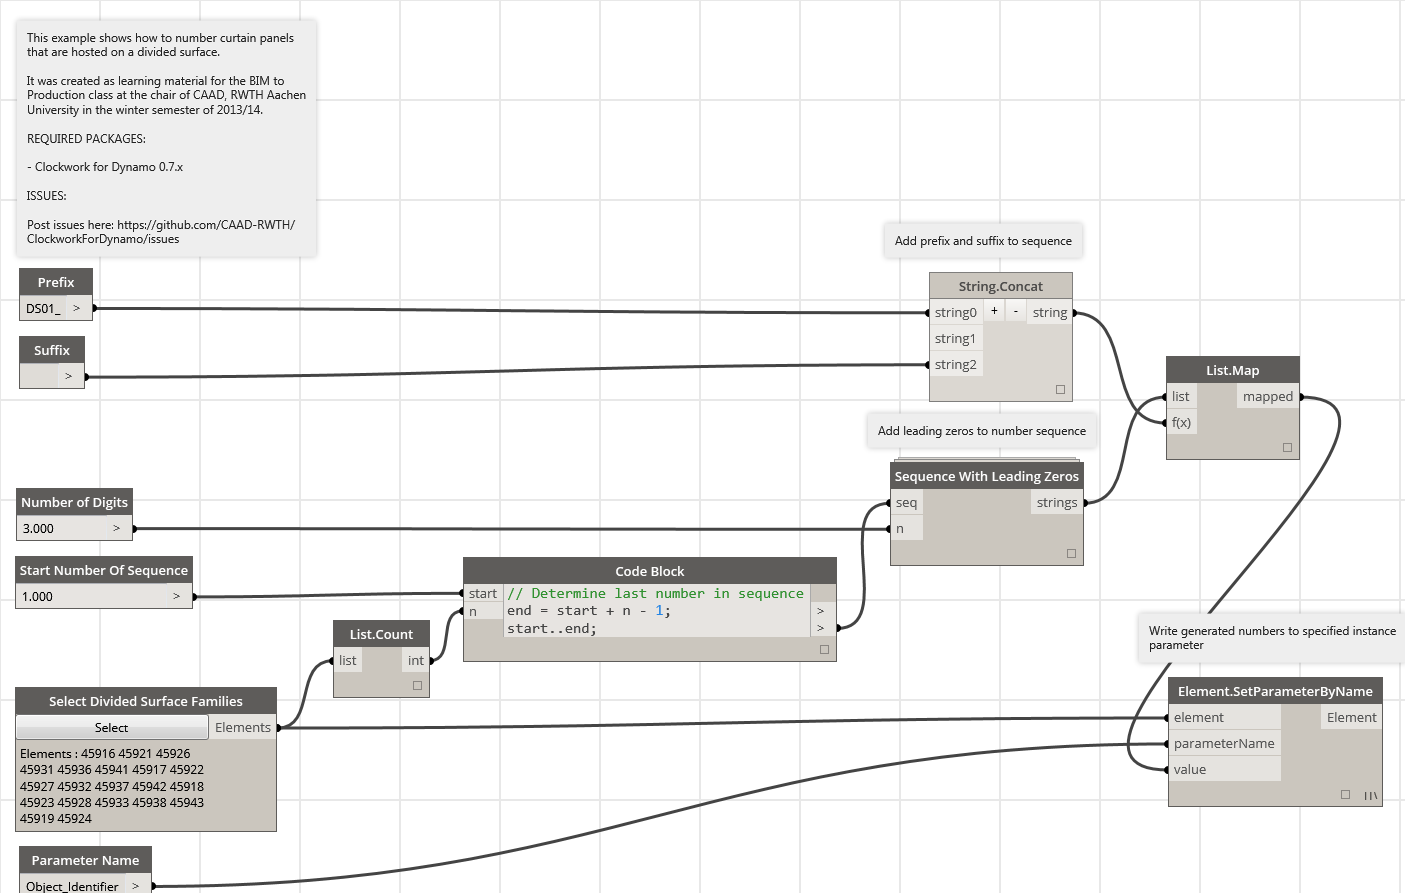 This example shows how to number curtain panels
that are hosted on a divided surface.
It was created as learning material for the BIM to
Production class at the chair of CAAD, RWTH Aachen
University in the winter semester of 2013/14.
REQUIRED PACKAGES:
- Clockwork for Dynamo 0.7.x
ISSUES:
Post issues here: https://github.com/CAAD-RWTH/
ClockworkForDynamo/issues
Prefix
DS01_ >
Suffix
>
Add prefix and suffix to sequence
String.Concat
string0 + - string
string1
string2
List.Map
list mapped
f(x)
Add leading zeros to number sequence
Sequence With Leading Zeros
seq strings
n
Number of Digits
3.000 >
Start Number Of Sequence
1.000 >
Code Block
start // Determine last number in sequence
n end = start + n - 1; >
start..end; >
List.Count
list int
Select Divided Surface Families
Select Elements
Elements : 45916 45921 45926
45931 45936 45941 45917 45922
45927 45932 45937 45942 45918
45923 45928 45933 45938 45943
45919 45924
Write generated numbers to specified instance
parameter
Element.SetParameterByName
element Element
parameterName
value
Parameter Name
Object_Identifier >